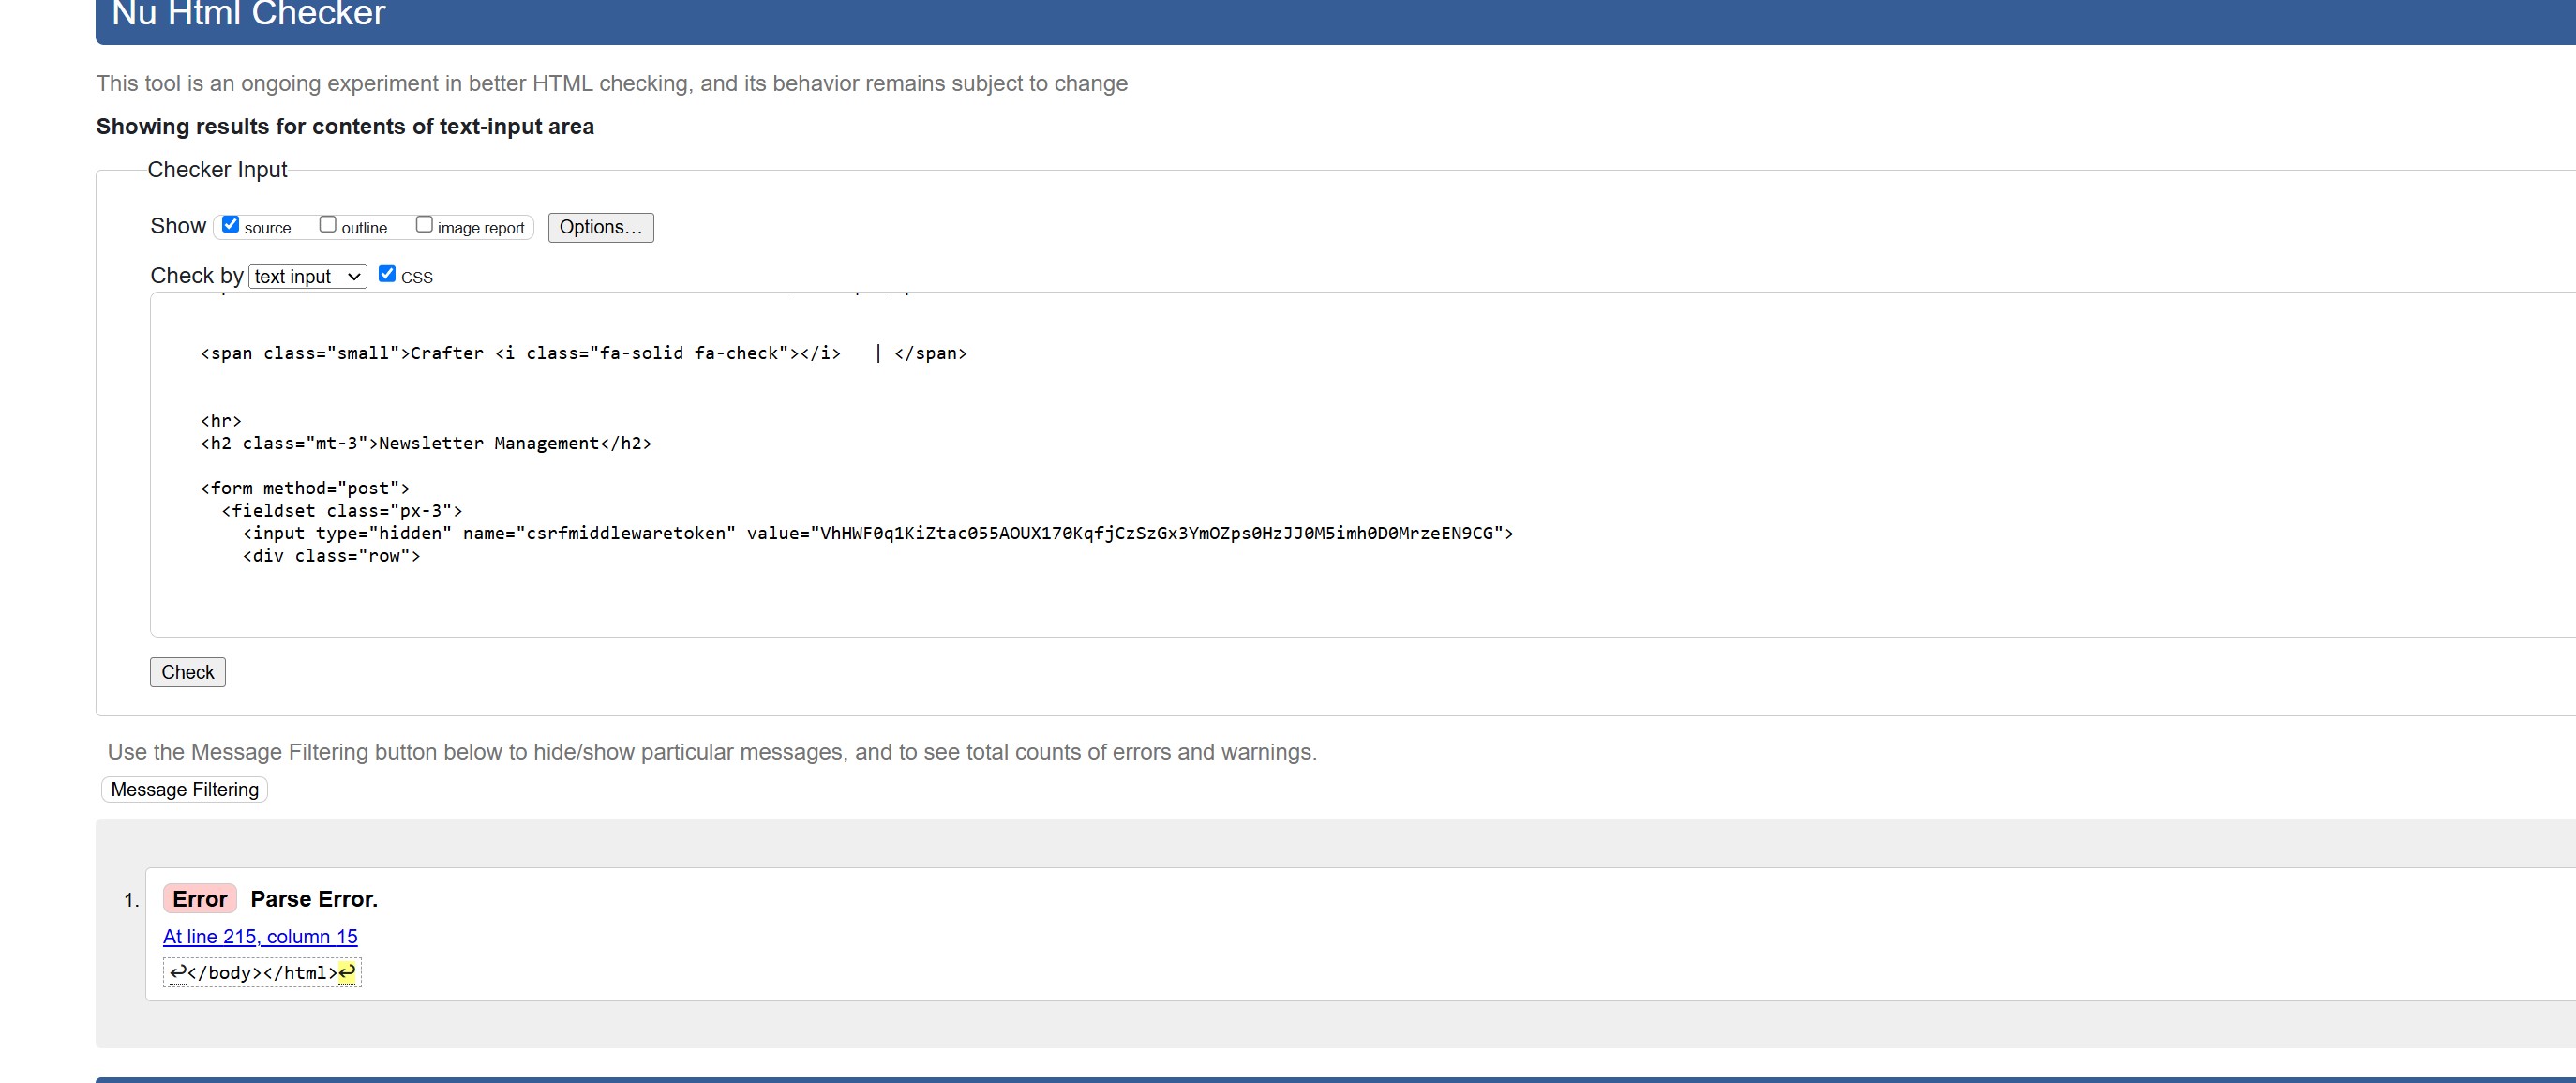 Nu Html Checker
This tool is an ongoing experiment in better HTML checking, and its behavior remains subject to change
Showing results for contents of text-input area
Checker Input
Show source outline image report Options...
Check by text input CSS
<span class="small">Crafter <i class="fa-solid fa-check"></i>   | </span>
<hr>
<h2 class="mt-3">Newsletter Management</h2>
<form method="post">
<fieldset class="px-3">
<input type="hidden" name="csrfmiddlewaretoken" value="VhHWF0q1KiZtac055AOUX170KqfjCzSzGx3YmOZps0HzJJ0M5imh0D0MrzeEN9CG">
<div class="row">
Check
Use the Message Filtering button below to hide/show particular messages, and to see total counts of errors and warnings.
Message Filtering
1. Error Parse Error.
At line 215, column 15
↩</body></html>↩